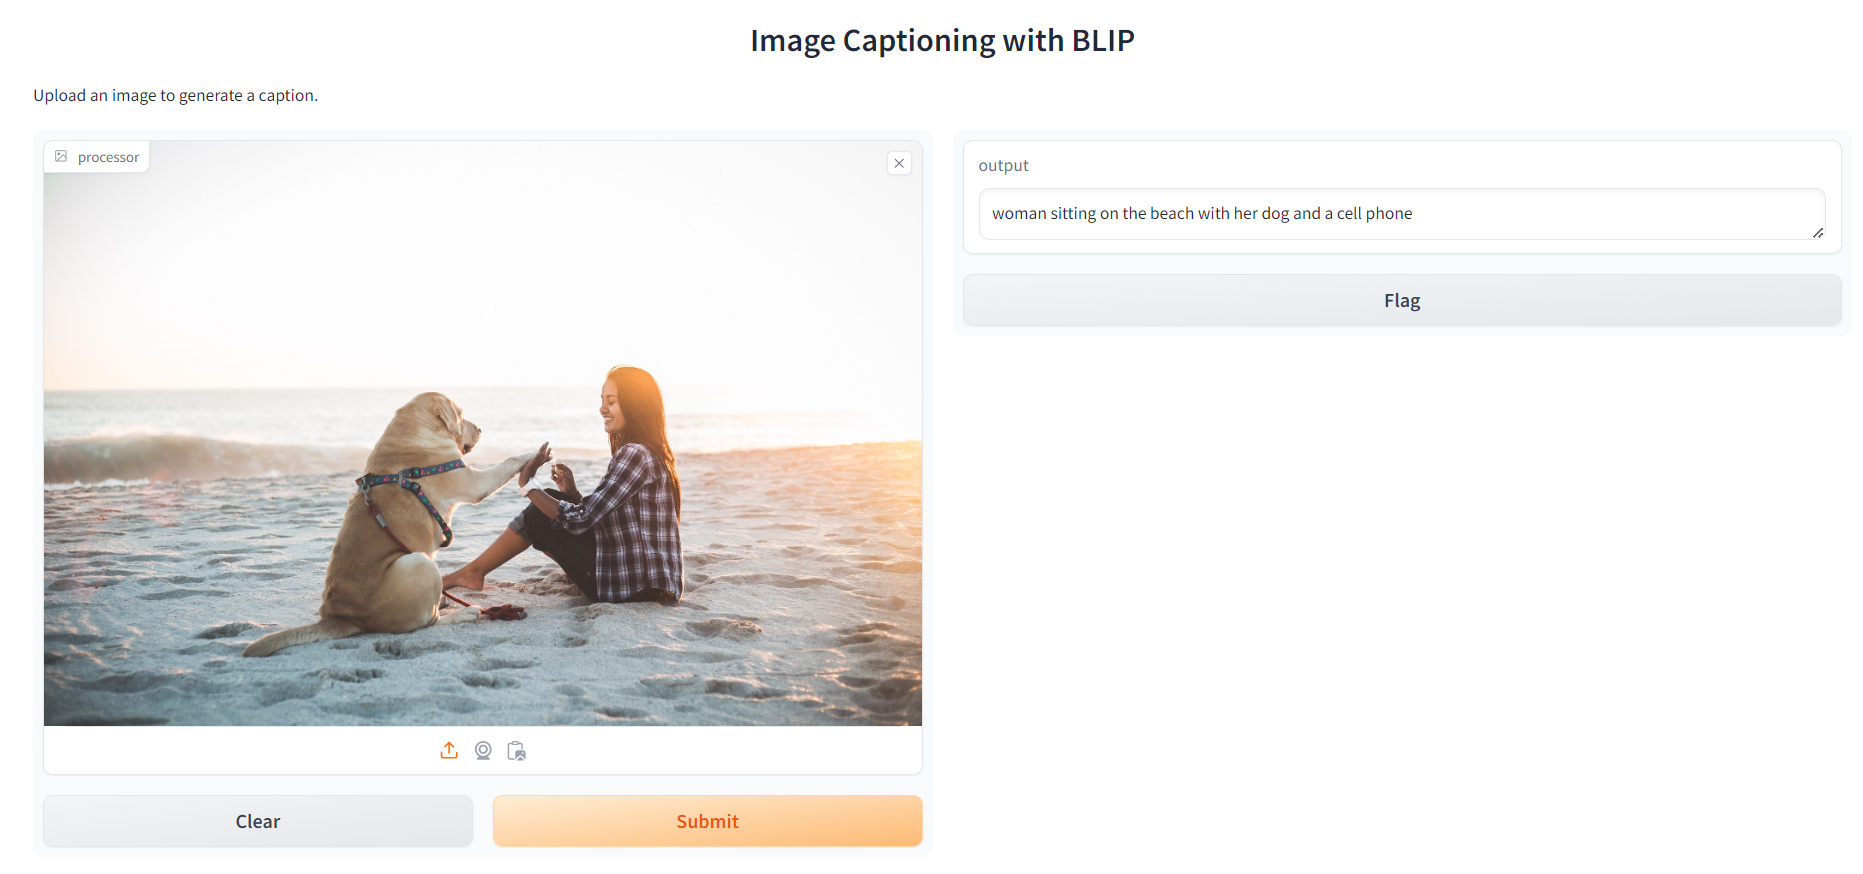 Image Captioning with BLIP
Upload an image to generate a caption.
processor
output
woman sitting on the beach with her dog and a cell phone
Flag
Clear
Submit